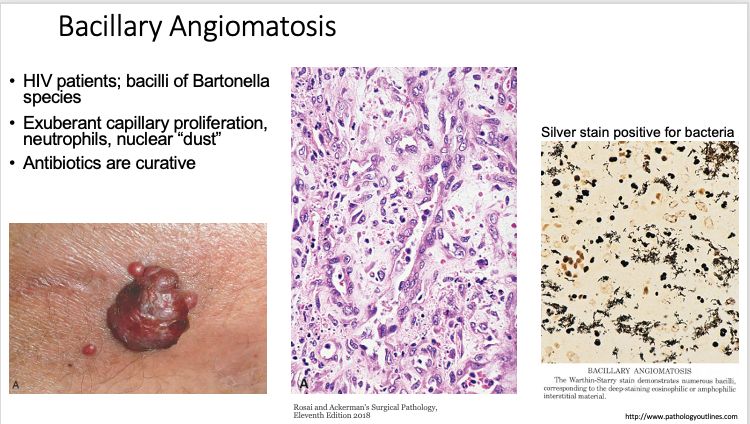 Bacillary Angiomatosis
• HIV patients; bacilli of Bartonella
species
• Exuberant capillary proliferation,
neutrophils, nuclear “dust”
• Antibiotics are curative
Silver stain positive for bacteria
A
A
BACILLARY ANGIOMATOSIS
The Warthin-Starry stain demonstrates numerous bacilli,
corresponding to the deep-staining eosinophilic or amphophilic
interstitial material.
Rosai and Ackerman's Surgical Pathology,
Eleventh Edition 2018
http://www.pathologyoutlines.com